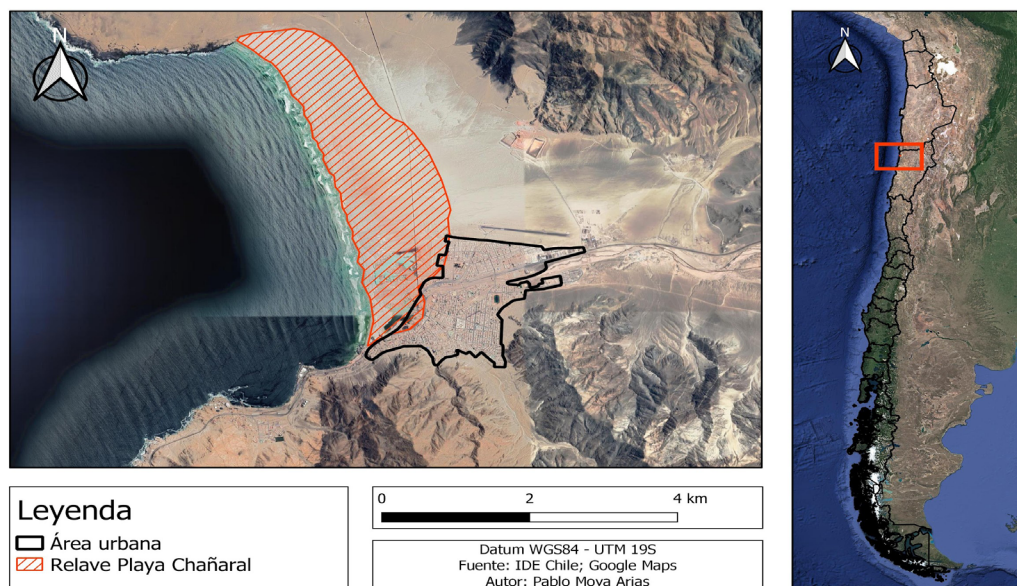 N
N
Leyenda
Área urbana
Relave Playa Chañaral
0 2 4 km
Datum WGS84 - UTM 19S
Fuente: IDE Chile; Google Maps
Autor: Pablo Moya Arias